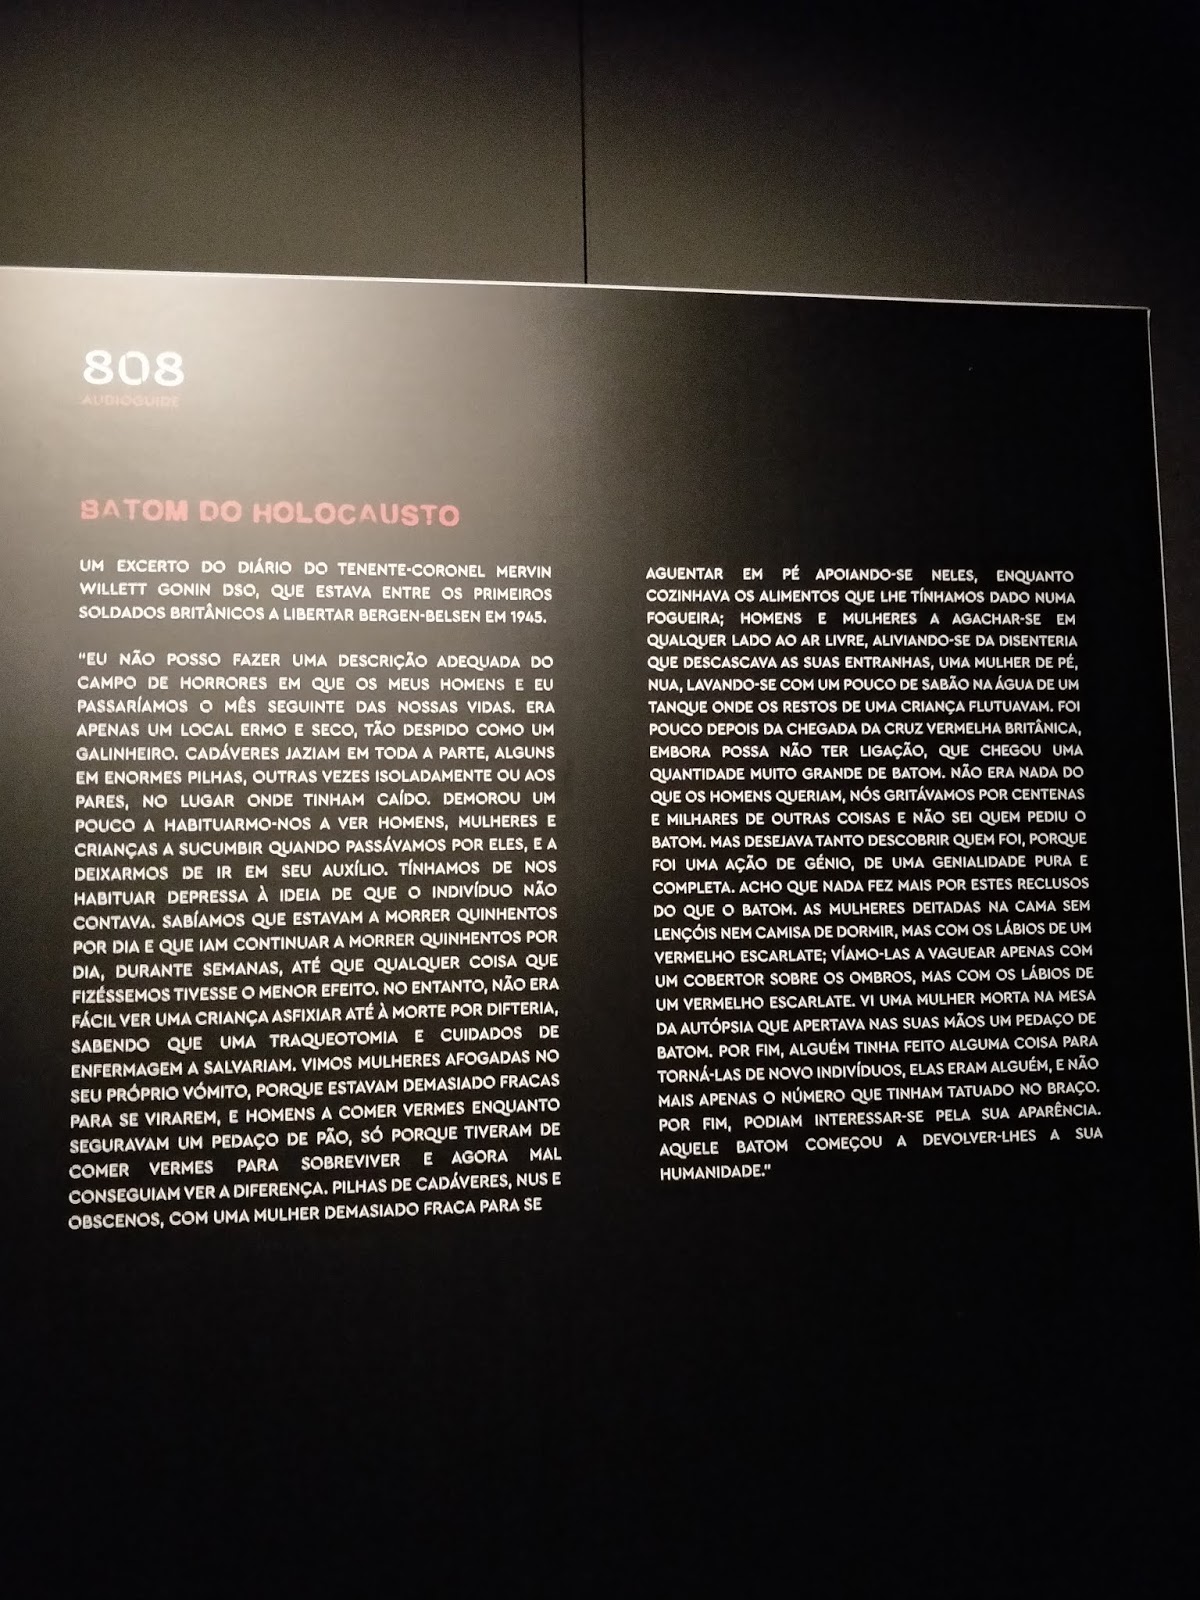 808
AUDIOGUIDE
BATOM DO HOLOCAUSTO
UM EXCERTO DO DIÁRIO DO TENENTE-CORONEL MERVIN
WILLETT GONIN DSO, QUE ESTAVA ENTRE OS PRIMEIROS
SOLDADOS BRITÂNICOS A LIBERTAR BERGEN-BELSEN EM 1945.
"EU NÃO POSSO FAZER UMA DESCRIÇÃO ADEQUADA DO
CAMPO DE HORRORES EM QUE OS MEUS HOMENS E EU
PASSARÍAMOS O MÊS SEGUINTE DAS NOSSAS VIDAS. ERA
APENAS UM LOCAL ERMO E SECO, TÃO DESPIDO COMO UM
GALINHEIRO. CADÁVERES JAZIAM EM TODA A PARTE, ALGUNS
EM ENORMES PILHAS, OUTRAS VEZES ISOLADAMENTE OU AOS
PARES, NO LUGAR ONDE TINHAM CAÍDO. DEMOROU UM
POUCO A HABITUARMO-NOS A VER HOMENS, MULHERES E
CRIANÇAS A SUCUMBIR QUANDO PASSÁVAMOS POR ELES, E A
DEIXARMOS DE IR EM SEU AUXÍLIO. TÍNHAMOS DE NOS
HABITUAR DEPRESSA À IDEIA DE QUE O INDIVÍDUO NÃO
CONTAVA. SABÍAMOS QUE ESTAVAM A MORRER QUINHENTOS
POR DIA E QUE IAM CONTINUAR A MORRER QUINHENTOS POR
DIA, DURANTE SEMANAS, ATÉ QUE QUALQUER COISA QUE
FIZÉSSEMOS TIVESSE O MENOR EFEITO. NO ENTANTO, NÃO ERA
FÁCIL VER UMA CRIANÇA ASFIXIAR ATÉ À MORTE POR DIFTERIA,
SABENDO QUE UMA TRAQUEOTOMIA E CUIDADOS DE
ENFERMAGEM A SALVARIAM. VIMOS MULHERES AFOGADAS NO
SEU PRÓPRIO VÓMITO, PORQUE ESTAVAM DEMASIADO FRACAS
PARA SE VIRAREM, E HOMENS A COMER VERMES ENQUANTO
SEGURAVAM UM PEDAÇO DE PÃO, SÓ PORQUE TIVERAM DE
COMER VERMES PARA SOBREVIVER E AGORA MAL
CONSEGUIAM VER A DIFERENÇA. PILHAS DE CADÁVERES, NUS E
OBSCENOS, COM UMA MULHER DEMASIADO FRACA PARA SE
AGUENTAR EM PÉ APOIANDO-SE NELES, ENQUANTO
COZINHAVA OS ALIMENTOS QUE LHE TÍNHAMOS DADO NUMA
FOGUEIRA; HOMENS E MULHERES A AGACHAR-SE EM
QUALQUER LADO AO AR LIVRE, ALIVIANDO-SE DA DISENTERIA
QUE DESCASCAVA AS SUAS ENTRANHAS, UMA MULHER DE PÉ,
NUA, LAVANDO-SE COM UM POUCO DE SABÃO NA ÁGUA DE UM
TANQUE ONDE OS RESTOS DE UMA CRIANÇA FLUTUAVAM. FOI
POUCO DEPOIS DA CHEGADA DA CRUZ VERMELHA BRITÂNICA,
EMBORA POSSA NÃO TER LIGAÇÃO, QUE CHEGOU UMA
QUANTIDADE MUITO GRANDE DE BATOM. NÃO ERA NADA DO
QUE OS HOMENS QUERIAM, NÓS GRITÁVAMOS POR CENTENAS
E MILHARES DE OUTRAS COISAS E NÃO SEI QUEM PEDIU O
BATOM. MAS DESEJAVA TANTO DESCOBRIR QUEM FOI, PORQUE
FOI UMA AÇÃO DE GÉNIO, DE UMA GENIALIDADE PURA E
COMPLETA. ACHO QUE NADA FEZ MAIS POR ESTES RECLUSOS
DO QUE O BATOM. AS MULHERES DEITADAS NA CAMA SEM
LENÇÓIS NEM CAMISA DE DORMIR, MAS COM OS LÁBIOS DE UM
VERMELHO ESCARLATE; VÍAMO-LAS A VAGUEAR APENAS COM
UM COBERTOR SOBRE OS OMBROS, MAS COM OS LÁBIOS DE
UM VERMELHO ESCARLATE. VI UMA MULHER MORTA NA MESA
DA AUTÓPSIA QUE APERTAVA NAS SUAS MÃOS UM PEDAÇO DE
BATOM. POR FIM, ALGUÉM TINHA FEITO ALGUMA COISA PARA
TORNÁ-LAS DE NOVO INDIVÍDUOS, ELAS ERAM ALGUÉM, E NÃO
MAIS APENAS O NÚMERO QUE TINHAM TATUADO NO BRAÇO.
POR FIM, PODIAM INTERESSAR-SE PELA SUA APARÊNCIA.
AQUELE BATOM COMEÇOU A DEVOLVER-LHES A SUA
HUMANIDADE."